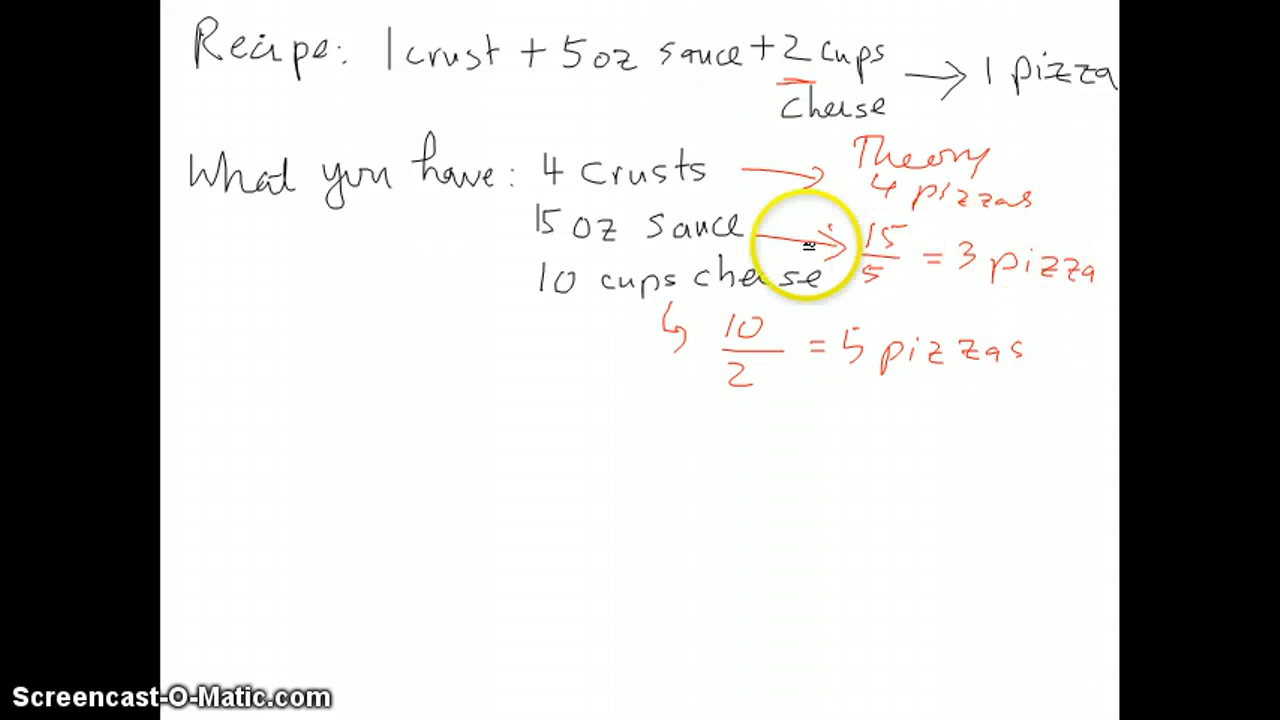 Recipe: 1 crust + 5 oz sauce + 2 cups → 1 pizza
cheese
What you have: 4 crusts → Theory
4 pizzas
15 oz sauce → 15/5 = 3 pizza
10 cups cheese
↳ 10/2 = 5 pizzas
Screencast-O-Matic.com